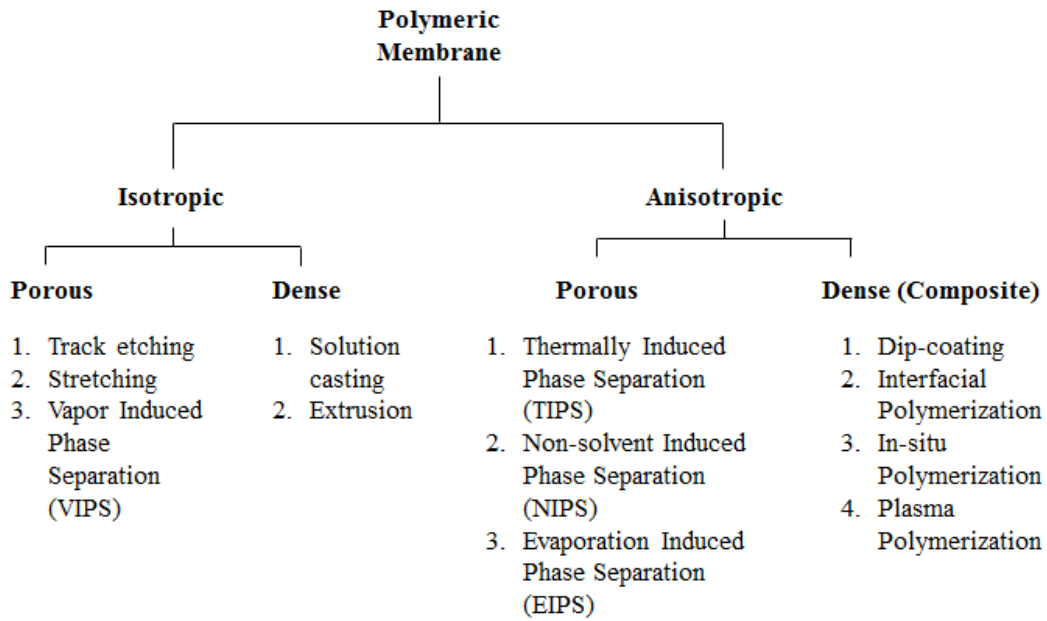 Polymeric
Membrane
Isotropic
Anisotropic
Porous
1. Track etching
2. Stretching
3. Vapor Induced
Phase
Separation
(VIPS)
Dense
1. Solution
casting
2. Extrusion
Porous
1. Thermally Induced
Phase Separation
(TIPS)
2. Non-solvent Induced
Phase Separation
(NIPS)
3. Evaporation Induced
Phase Separation
(EIPS)
Dense (Composite)
1. Dip-coating
2. Interfacial
Polymerization
3. In-situ
Polymerization
4. Plasma
Polymerization